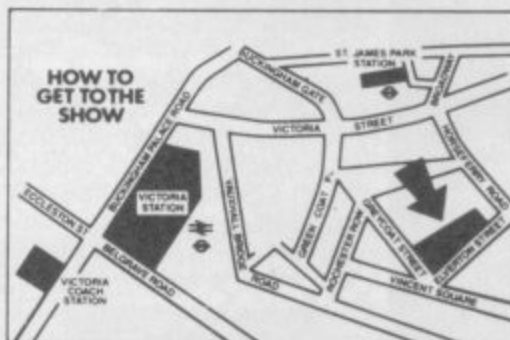 HOW TO
GET TO THE
SHOW
BUCKINGHAM PALACE ROAD
BUCKINGHAM GATE
ST. JAMES PARK
STATION
BROADWAY
VICTORIA STREET
HORSEFERRY ROAD
ECCLESTON ST.
VICTORIA
STATION
VAUXHALL BRIDGE
ROAD
GREEN COAT P.
ROCHESTER ROW
GREYCOAT STREET
ELVERTON STREET
BELGRAVE ROAD
VINCENT SQUARE
VICTORIA
COACH
STATION